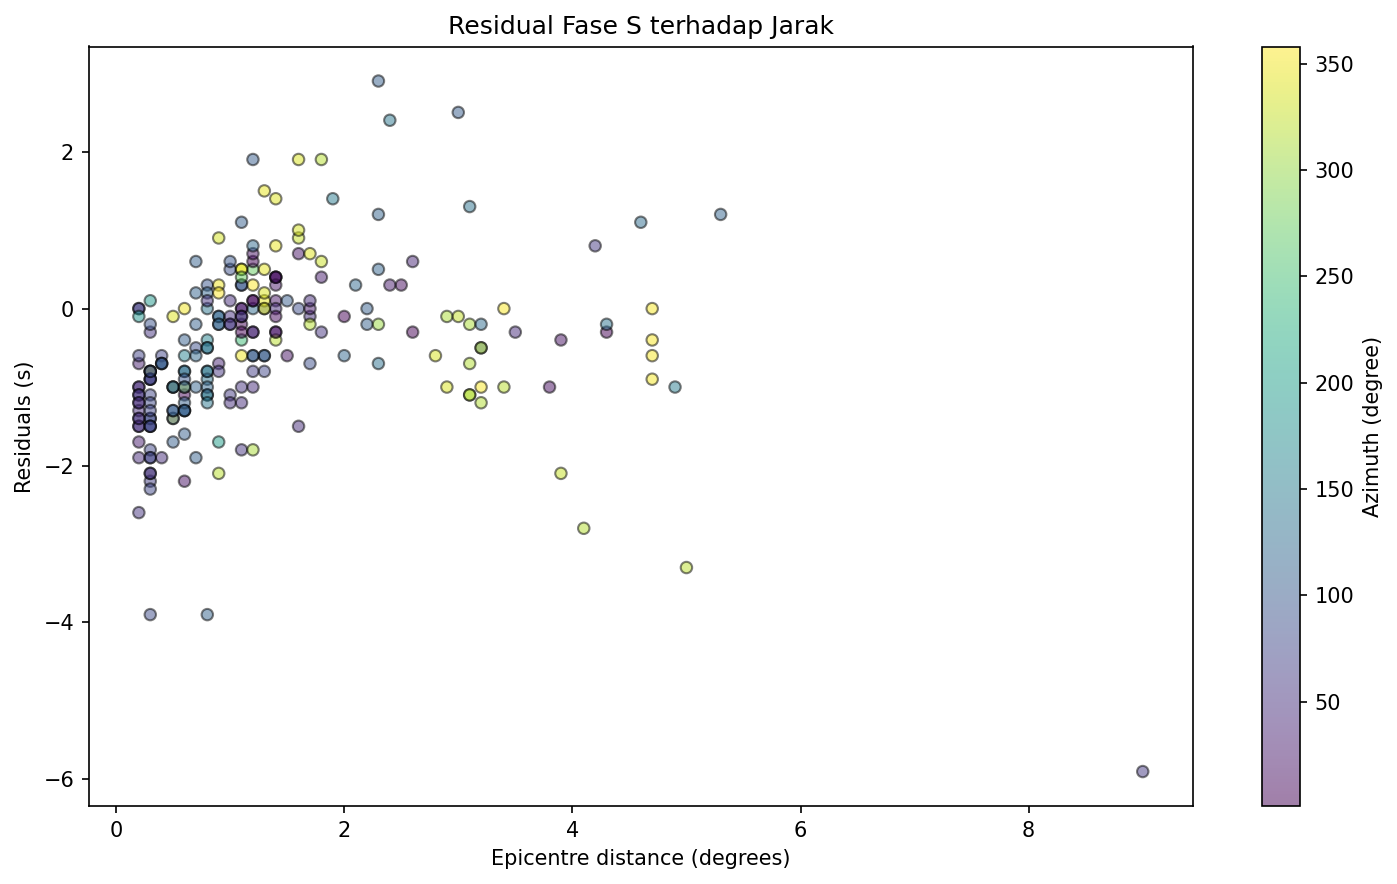 Residual Fase S terhadap Jarak
Residuals (s)
2
0
−2
−4
−6
0 2 4 6 8
Epicentre distance (degrees)
350
300
250
200
150
100
50
Azimuth (degree)